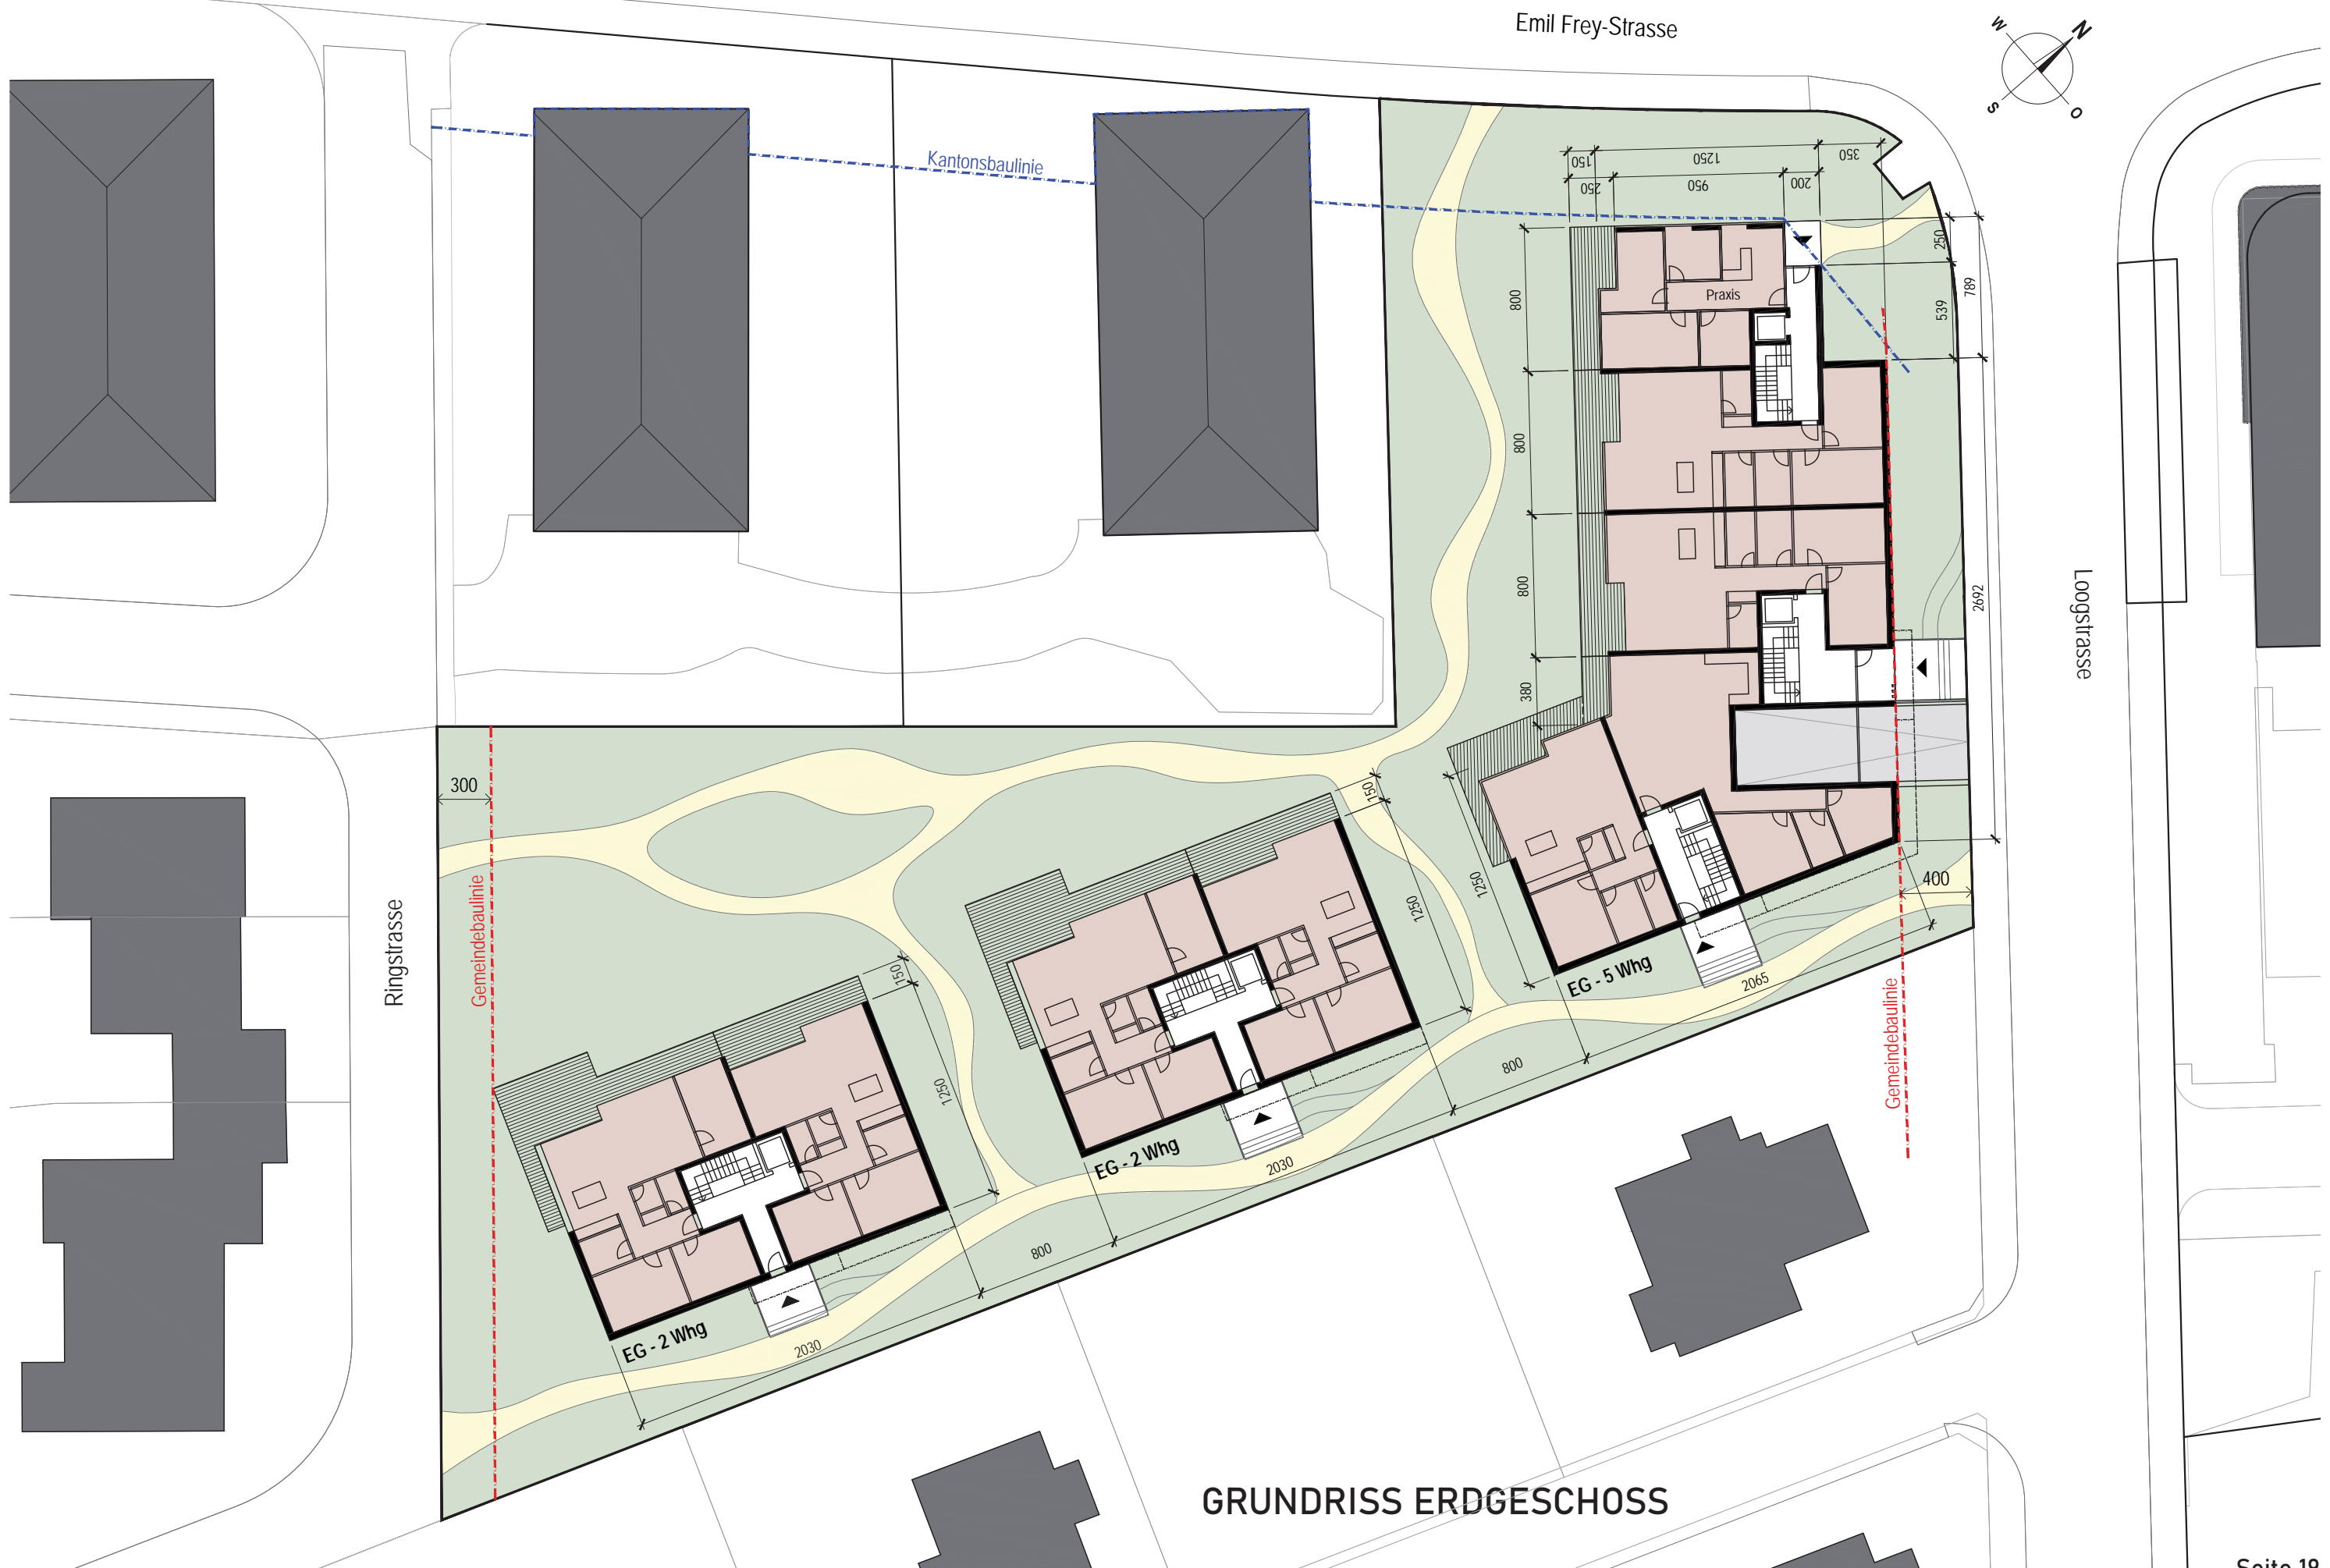 Emil Frey-Strasse
W
N
S
O
Kantonsbaulinie
150
1250
350
250
950
200
250
789
539
800
Praxis
800
800
2692
Loogstrasse
380
300
150
400
1250
1250
Gemeindebaulinie
Ringstrasse
150
EG - 5 Whg
2065
Gemeindebaulinie
1250
800
EG - 2 Whg
2030
800
EG - 2 Whg
2030
GRUNDRISS ERDGESCHOSS
Seite 19